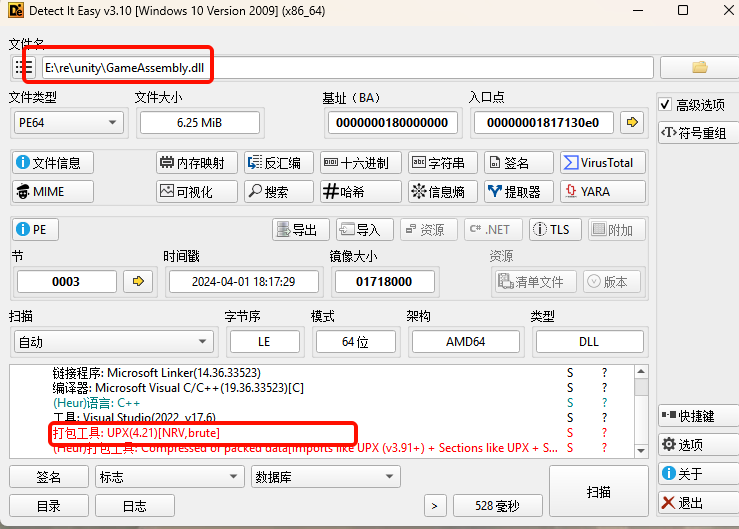 Detect It Easy v3.10 [Windows 10 Version 2009] (x86_64)
文件名
E:\re\unity\GameAssembly.dll
文件类型 文件大小 基址（BA） 入口点
PE64 6.25 MiB 0000000180000000 00000001817130e0
高级选项
符号重组
文件信息 内存映射 反汇编 十六进制 字符串 签名 VirusTotal
MIME 可视化 搜索 哈希 信息熵 提取器 YARA
PE 导出 导入 资源 .NET TLS 附加
节 时间戳 镜像大小 资源
0003 2024-04-01 18:17:29 01718000 清单文件 版本
扫描 字节序 模式 架构 类型
自动 LE 64 位 AMD64 DLL
链接程序: Microsoft Linker(14.36.33523) S ?
编译器: Microsoft Visual C/C++(19.36.33523)[C] S ?
(Heur)语言: C++ S ?
工具: Visual Studio(2022, v17.6) S ?
打包工具: UPX(4.21)[NRV,brute] S ?
(Heur)打包工具: Compressed or packed data[Imports like UPX (v3.91+) + Sections like UPX + S... S ?
快捷键
签名 标志 数据库
选项
扫描
关于
目录 日志 > 528 毫秒
退出